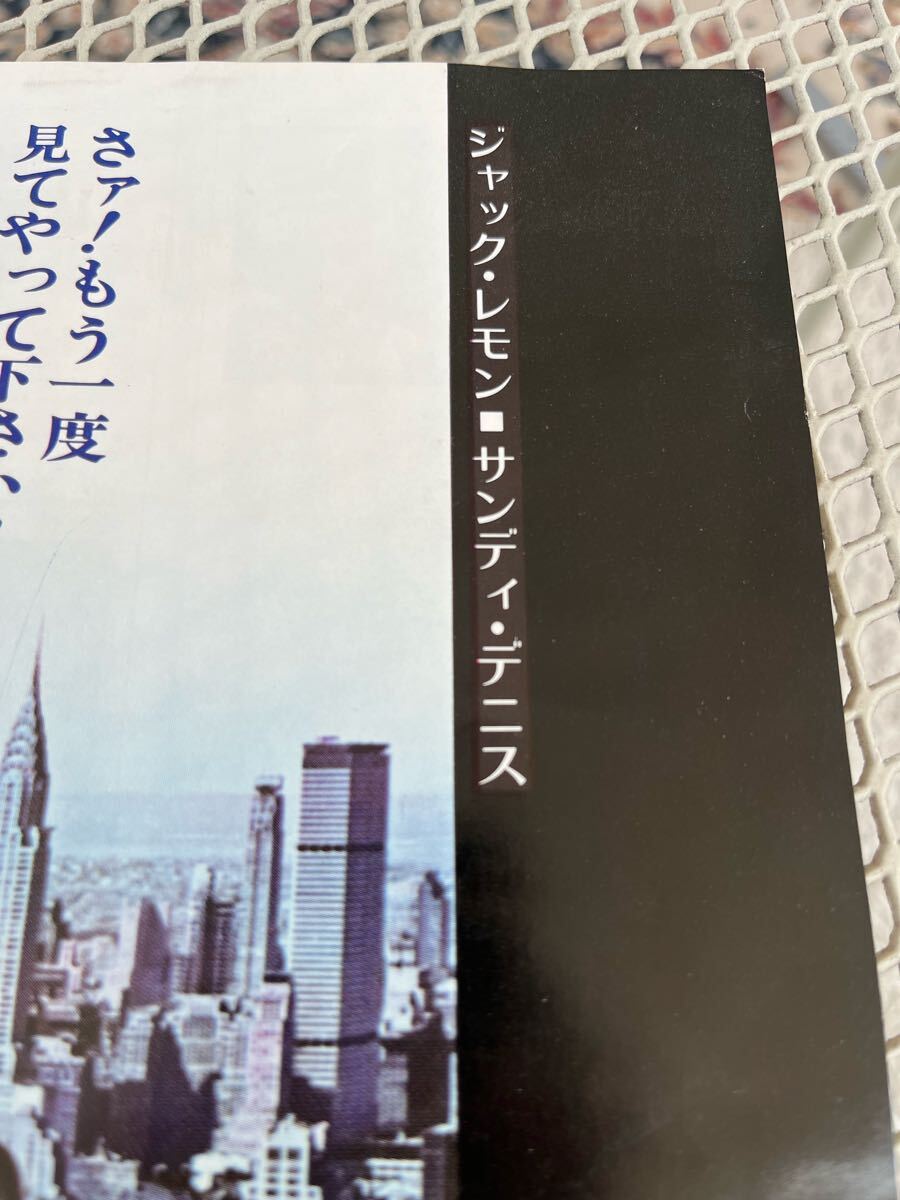 ジャック・レモン■サンディ・デニス
さァ！もう一度
見てやって下さい